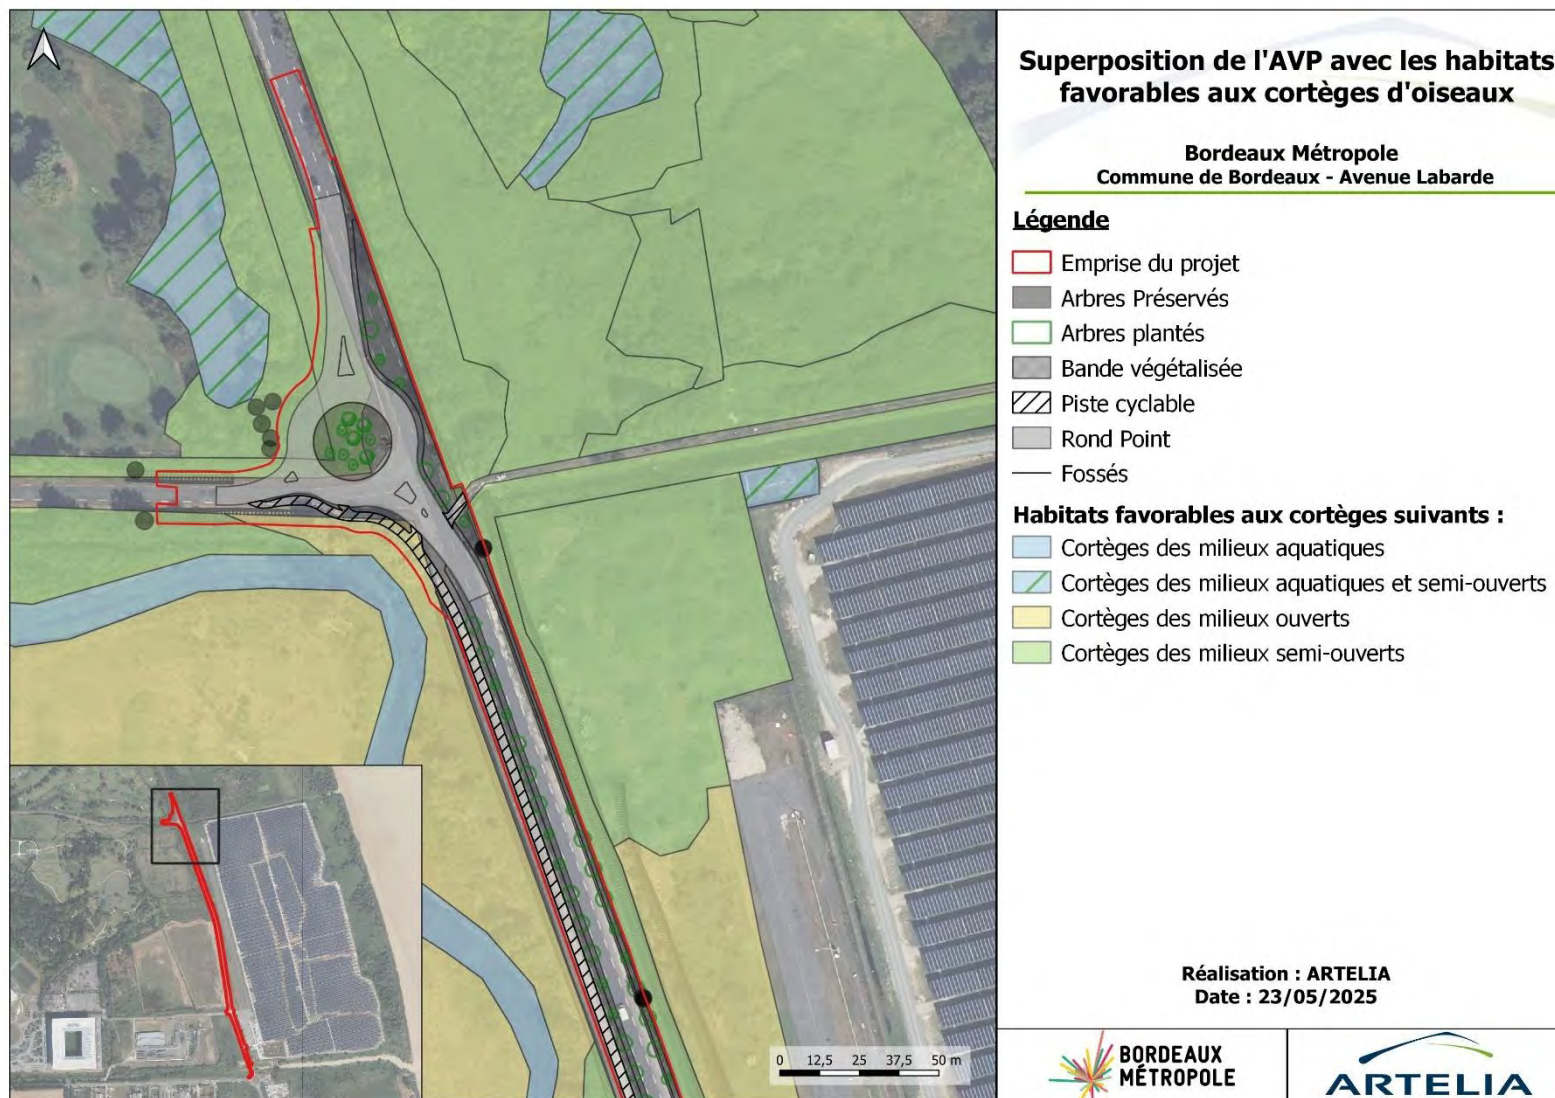 Superposition de l'AVP avec les habitats
favorables aux cortèges d'oiseaux
Bordeaux Métropole
Commune de Bordeaux - Avenue Labarde
Légende
Emprise du projet
Arbres Préservés
Arbres plantés
Bande végétalisée
Piste cyclable
Rond Point
Fossés
Habitats favorables aux cortèges suivants :
Cortèges des milieux aquatiques
Cortèges des milieux aquatiques et semi-ouverts
Cortèges des milieux ouverts
Cortèges des milieux semi-ouverts
Réalisation : ARTELIA
Date : 23/05/2025
0 12,5 25 37,5 50 m
BORDEAUX
MÉTROPOLE
ARTELIA